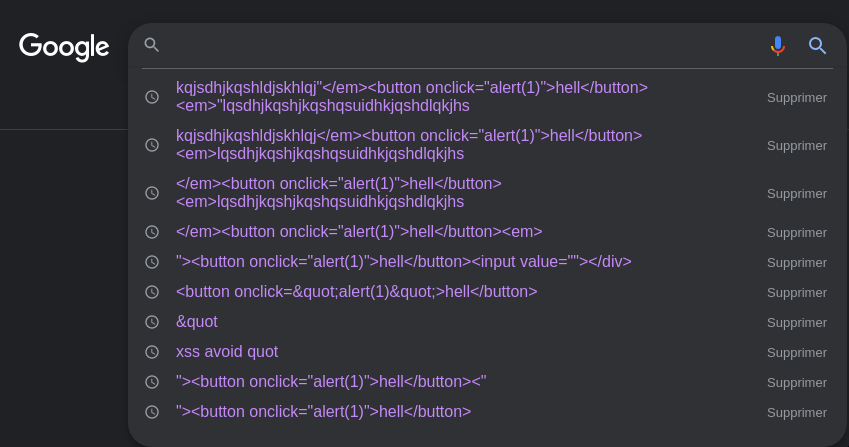 Google
kqjsdhjkqshldjskhlqj"</em><button onclick="alert(1)">hell</button>
<em>"lqsdhjkqshjkqshqsuidhkjqshdlqkjhs
Supprimer
kqjsdhjkqshldjskhlqj</em><button onclick="alert(1)">hell</button>
<em>lqsdhjkqshjkqshqsuidhkjqshdlqkjhs
Supprimer
</em><button onclick="alert(1)">hell</button>
<em>lqsdhjkqshjkqshqsuidhkjqshdlqkjhs
Supprimer
</em><button onclick="alert(1)">hell</button><em>
Supprimer
"><button onclick="alert(1)">hell</button><input value=""></div>
Supprimer
<button onclick=&quot;alert(1)&quot;>hell</button>
Supprimer
&quot
Supprimer
xss avoid quot
Supprimer
"><button onclick="alert(1)">hell</button><"
Supprimer
"><button onclick="alert(1)">hell</button>
Supprimer